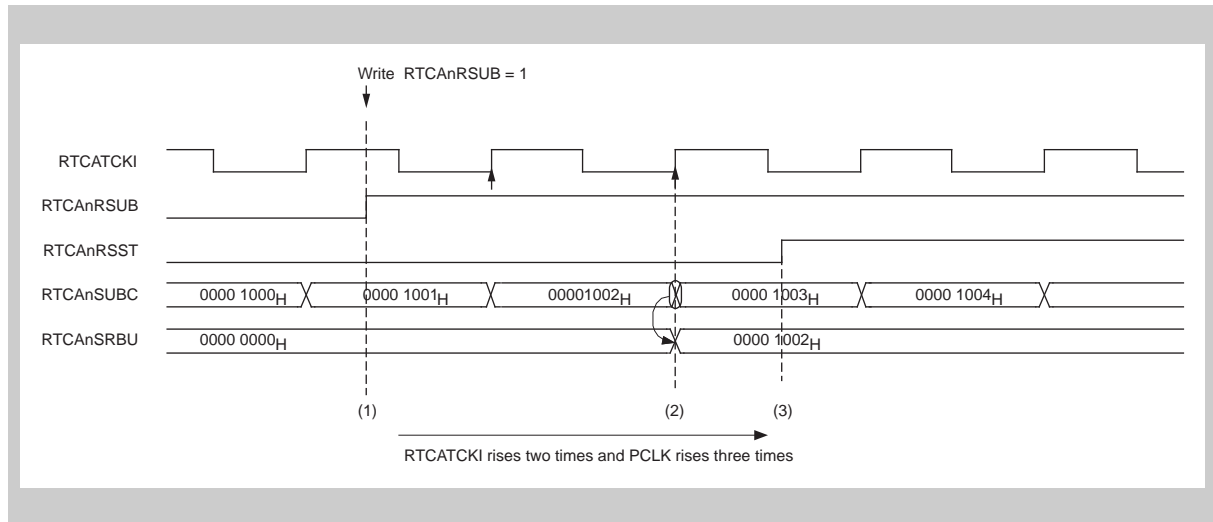 Write RTCAnRSUB = 1
RTCATCKI
RTCAnRSUB
RTCAnRSST
RTCAnSUBC 0000 1000H 0000 1001H 00001002H 0000 1003H 0000 1004H
RTCAnSRBU 0000 0000H 0000 1002H
(1) (2) (3)
RTCATCKI rises two times and PCLK rises three times